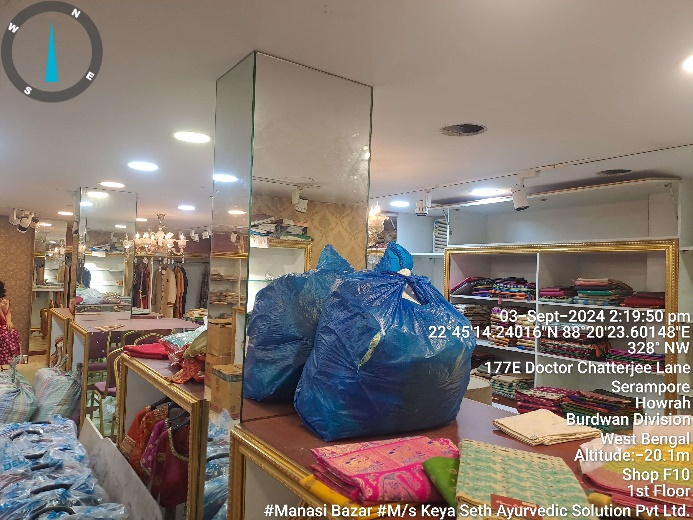 N
W
E
S
03-Sept-2024 2:19:50 pm
22°45'14.24016"N 88°20'23.60148"E
328° NW
177E Doctor Chatterjee Lane
Serampore
Howrah
Burdwan Division
West Bengal
Altitude:-20.1m
Shop F10
1st Floor
#Manasi Bazar #M/s Keya Seth Ayurvedic Solution Pvt Ltd.